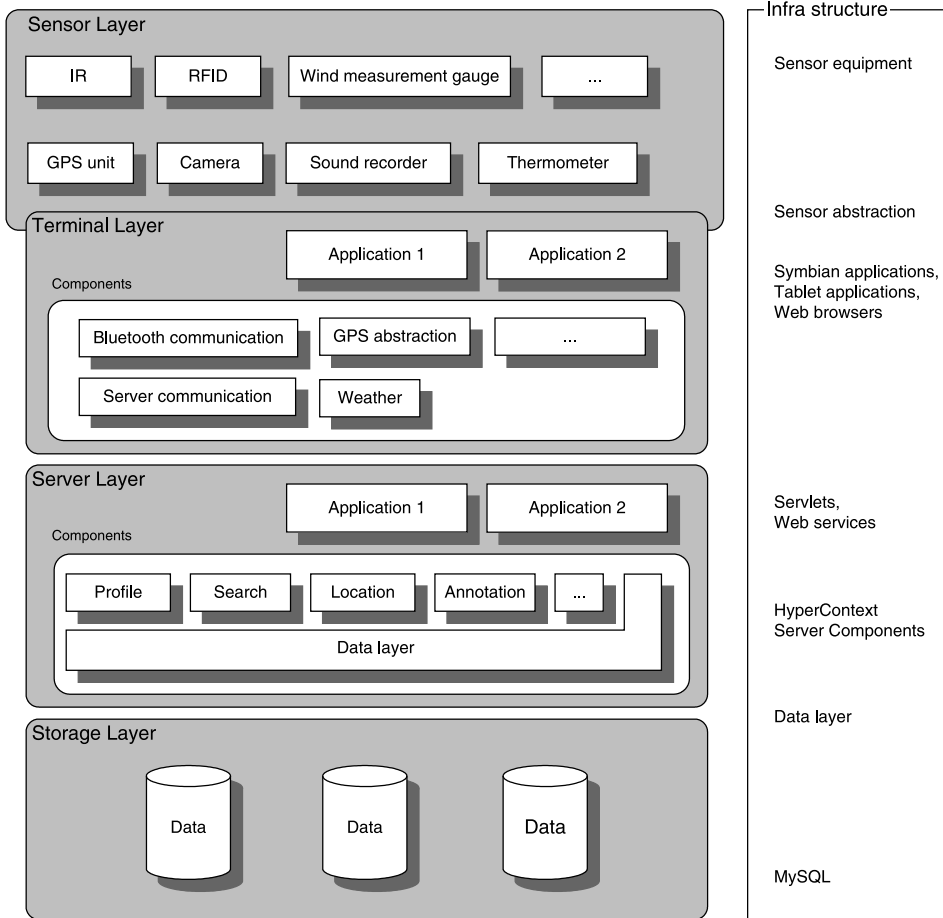 Infra structure
Sensor Layer
IR
RFID
Wind measurement gauge
...
Sensor equipment
GPS unit
Camera
Sound recorder
Thermometer
Terminal Layer
Sensor abstraction
Application 1
Application 2
Components
Symbian applications,
Tablet applications,
Web browsers
Bluetooth communication
GPS abstraction
...
Server communication
Weather
Server Layer
Application 1
Application 2
Components
Servlets,
Web services
Profile
Search
Location
Annotation
...
Data layer
HyperContext
Server Components
Storage Layer
Data layer
Data
Data
Data
MySQL